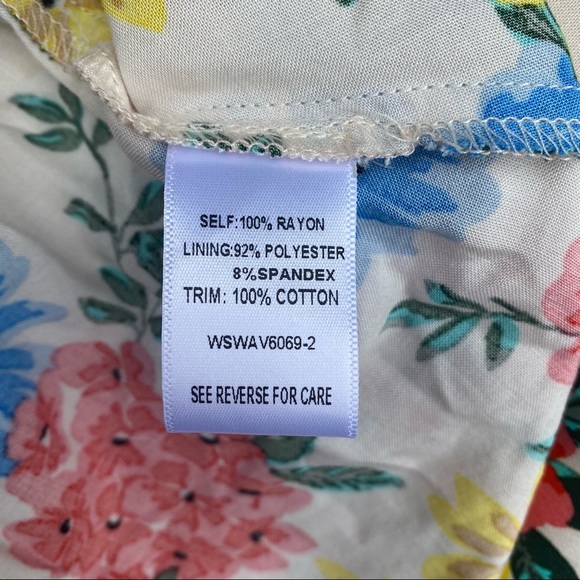 SELF:100% RAYON
LINING:92% POLYESTER
8%SPANDEX
TRIM: 100% COTTON
WSWAV6069-2
SEE REVERSE FOR CARE